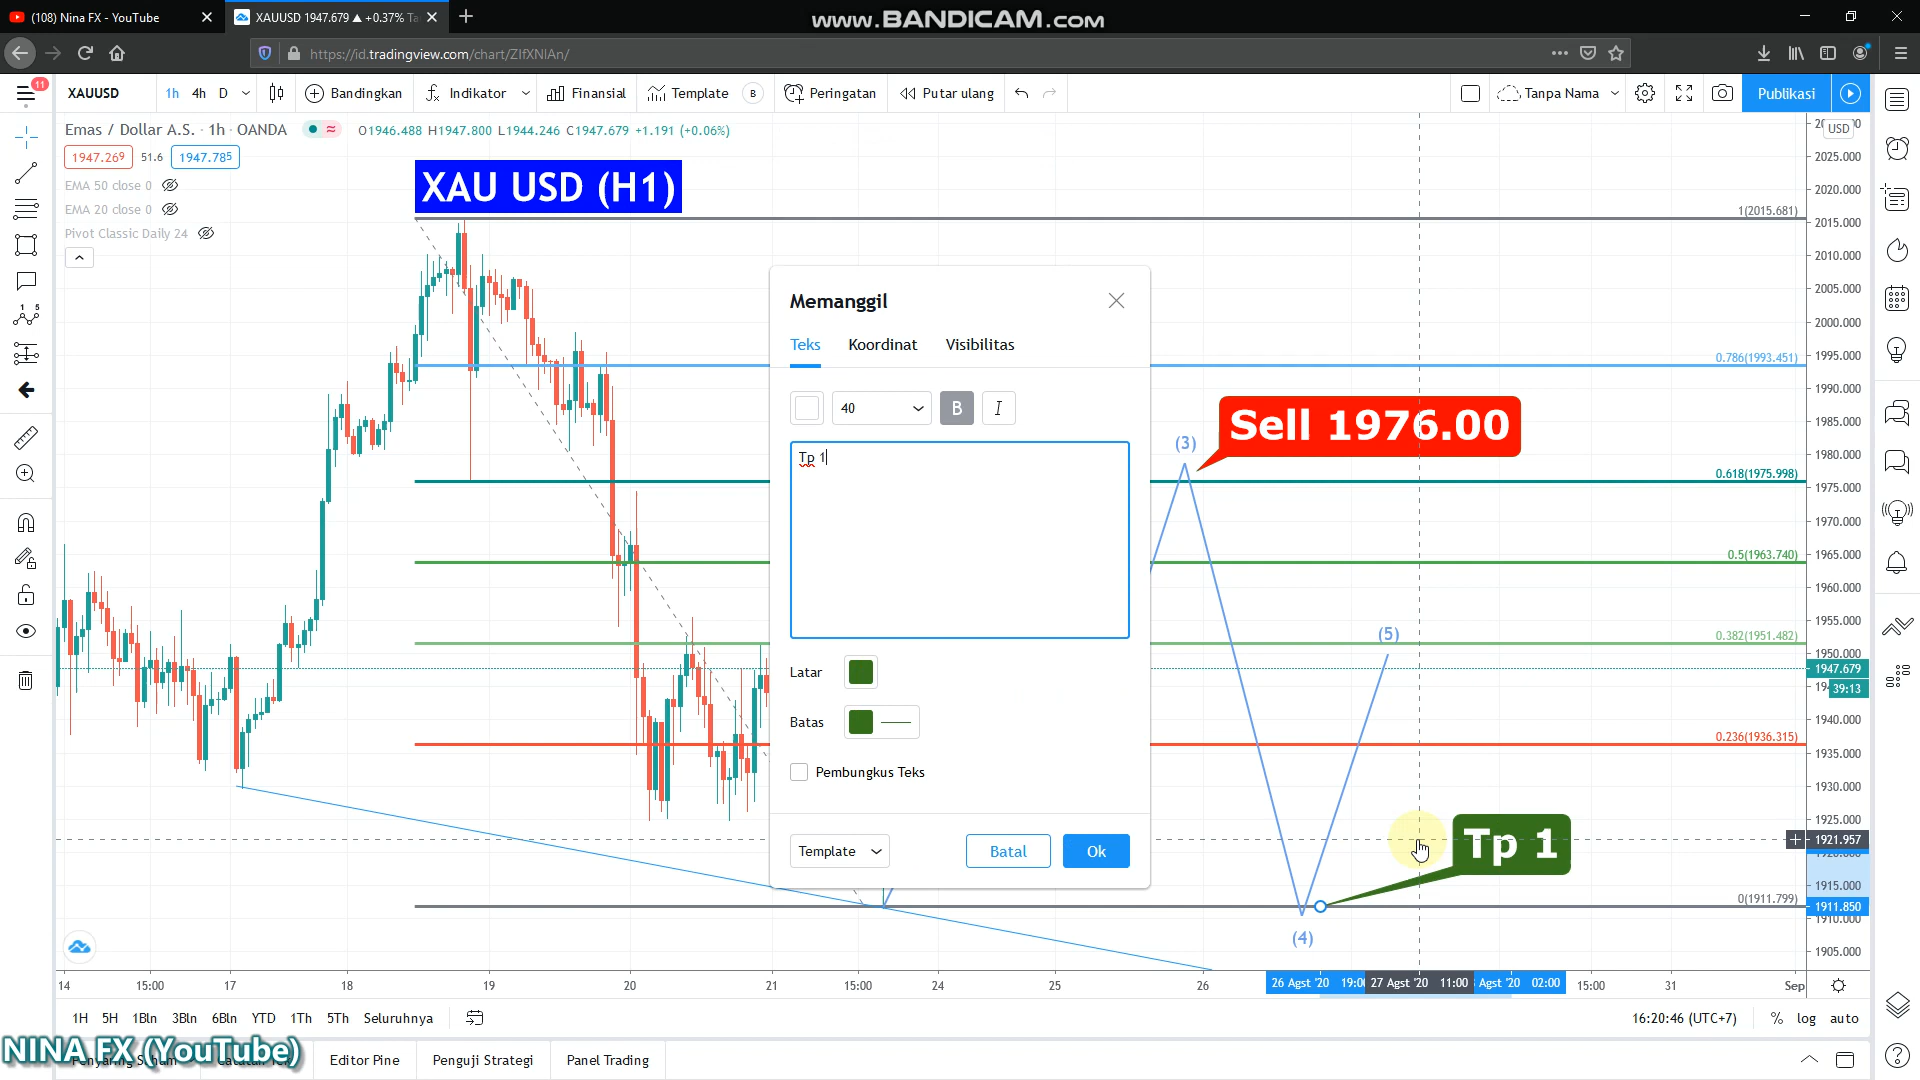 (108) Nina FX - YouTube
XAUUSD 1947.679 ▲ +0.37%
www.BANDICAM.com
https://id.tradingview.com/chart/ZIfXNIAn/
11
XAUUSD
1h
4h
D
Bandingkan
Indikator
Finansial
Template
B
Peringatan
Putar ulang
Tanpa Nama
Publikasi
Emas / Dollar A.S. · 1h · OANDA
O1946.488 H1947.800 L1944.246 C1947.679 +1.191 (+0.06%)
1947.269
51.6
1947.785
EMA 50 close 0
EMA 20 close 0
Pivot Classic Daily 24
XAU USD (H1)
USD
2025.000
2020.000
1(2015.681)
2015.000
2010.000
2005.000
2000.000
0.786(1993.451)
1995.000
1990.000
1985.000
1980.000
0.618(1975.998)
1975.000
1970.000
0.5(1963.740)
1965.000
1960.000
1955.000
0.382(1951.482)
1950.000
1947.679
39:13
1940.000
0.236(1936.315)
1935.000
1930.000
1925.000
1921.957
1915.000
0(1911.799)
1911.850
1910.000
1905.000
Memanggil
Teks
Koordinat
Visibilitas
40
B
I
Tp 1
Latar
Batas
Pembungkus Teks
Template
Batal
Ok
Sell 1976.00
(3)
(5)
Tp 1
(4)
14
15:00
17
18
19
20
21
15:00
24
25
26
26 Agst '20
27 Agst '20 11:00
Agst '20 02:00
15:00
31
Sep
1H
5H
1Bln
3Bln
6Bln
YTD
1Th
5Th
Seluruhnya
16:20:46 (UTC+7)
%
log
auto
NINA FX (YouTube)
Editor Pine
Penguji Strategi
Panel Trading